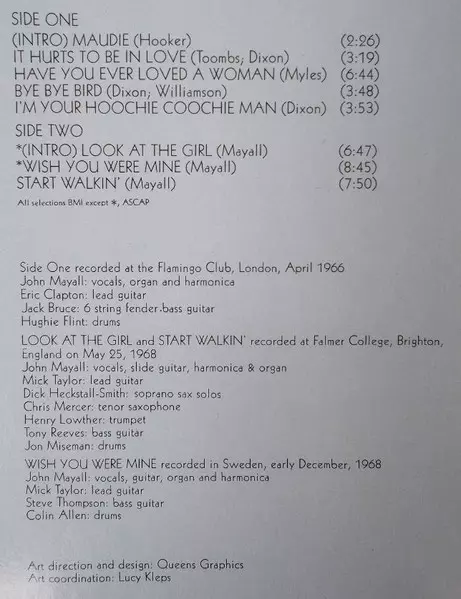 SIDE ONE
(INTRO) MAUDIE (Hooker) (2:26)
IT HURTS TO BE IN LOVE (Toombs; Dixon) (3:19)
HAVE YOU EVER LOVED A WOMAN (Myles) (6:44)
BYE BYE BIRD (Dixon; Williamson) (3:48)
I'M YOUR HOOCHIE COOCHIE MAN (Dixon) (3:53)
SIDE TWO
*(INTRO) LOOK AT THE GIRL (Mayall) (6:47)
*WISH YOU WERE MINE (Mayall) (8:45)
START WALKIN' (Mayall) (7:50)
All selections BMI except *, ASCAP
Side One recorded at the Flamingo Club, London, April 1966
John Mayall: vocals, organ and harmonica
Eric Clapton: lead guitar
Jack Bruce: 6 string fender bass guitar
Hughie Flint: drums
LOOK AT THE GIRL and START WALKIN' recorded at Falmer College, Brighton,
England on May 25, 1968
John Mayall: vocals, slide guitar, harmonica & organ
Mick Taylor: lead guitar
Dick Heckstall-Smith: soprano sax solos
Chris Mercer: tenor saxophone
Henry Lowther: trumpet
Tony Reeves: bass guitar
Jon Miseman: drums
WISH YOU WERE MINE recorded in Sweden, early December, 1968
John Mayall: vocals, guitar, organ and harmonica
Mick Taylor: lead guitar
Steve Thompson: bass guitar
Colin Allen: drums
Art direction and design: Queens Graphics
Art coordination: Lucy Kleps